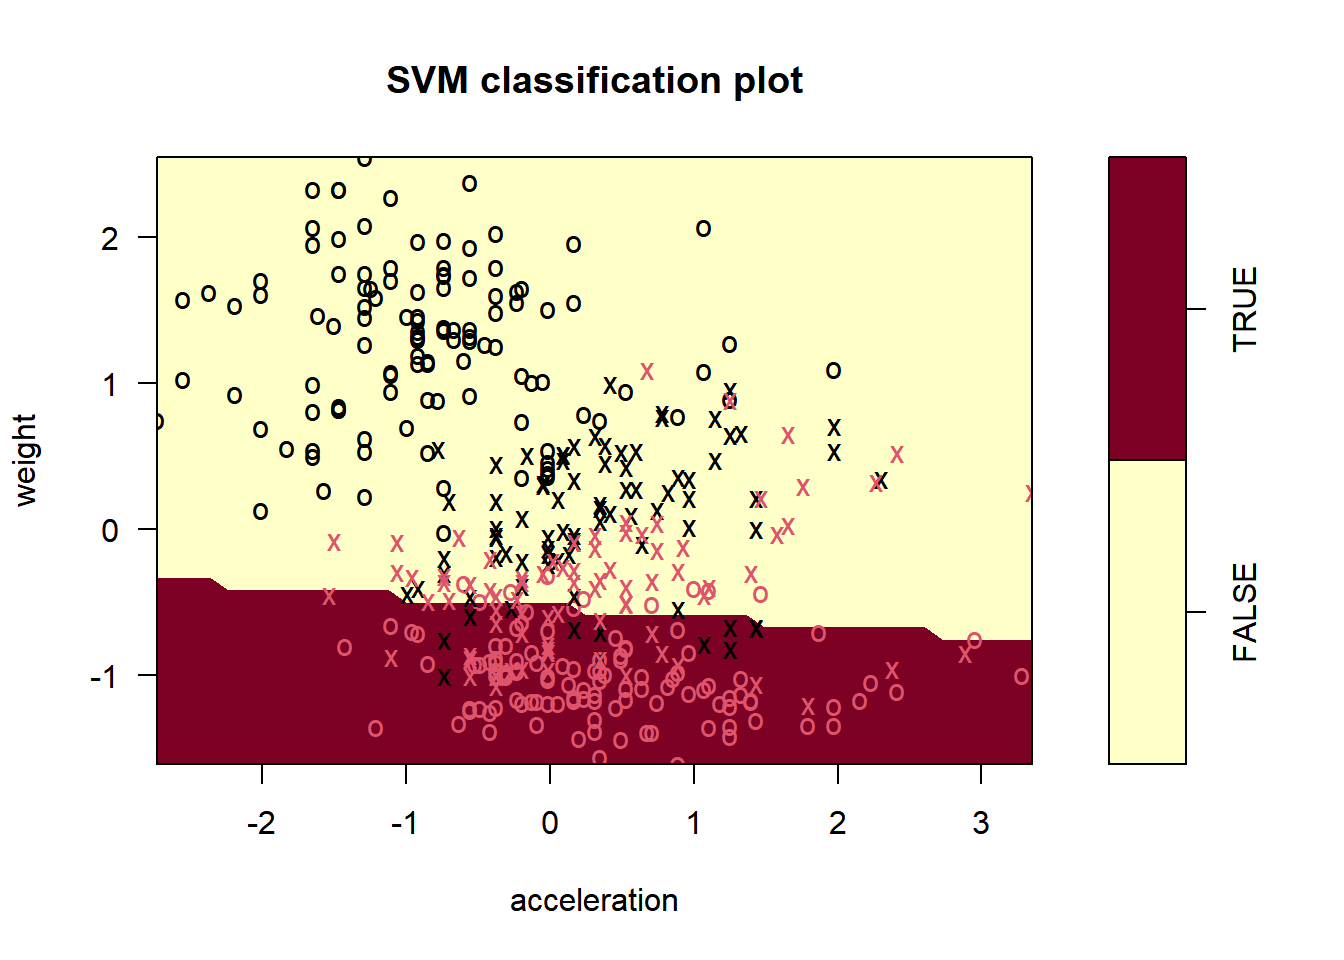 SVM classification plot
weight
2
1
0
-1
-2 -1 0 1 2 3
acceleration
TRUE
FALSE